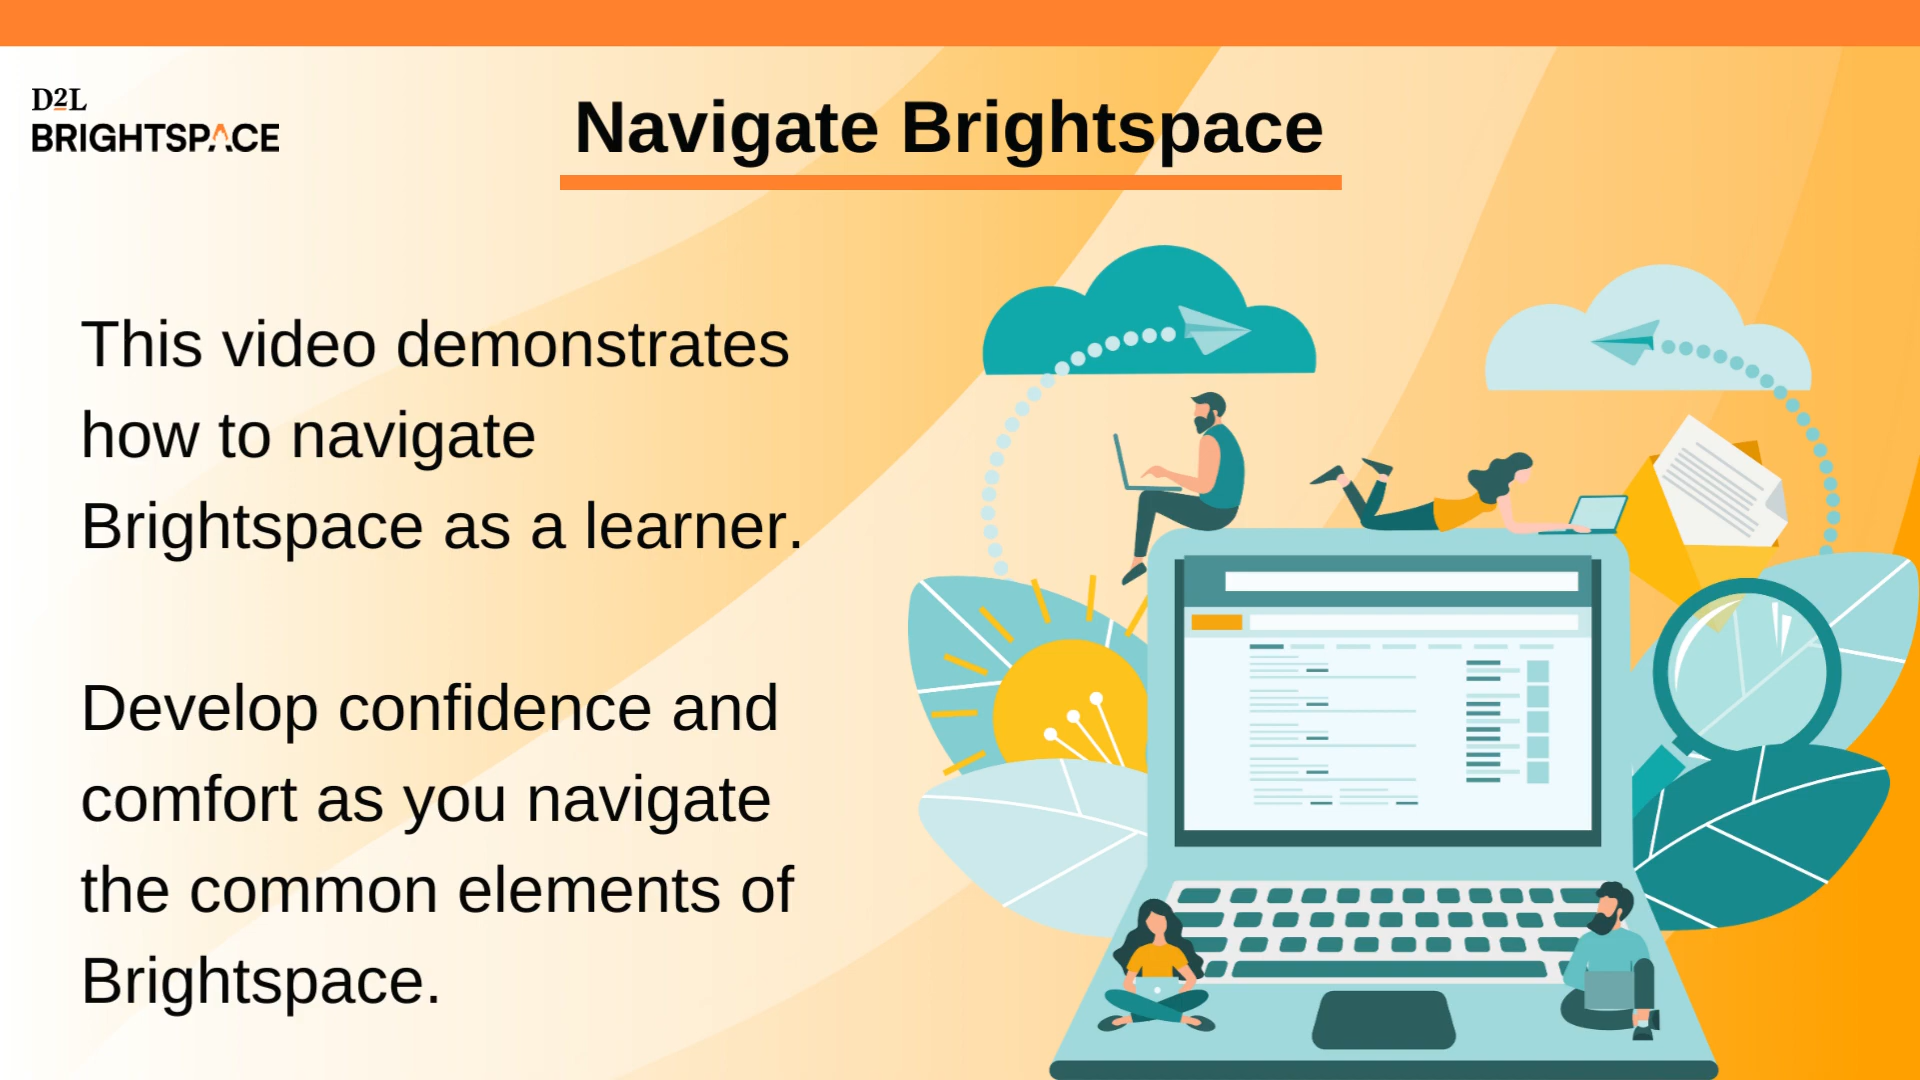 D2L
BRIGHTSPACE
Navigate Brightspace
This video demonstrates
how to navigate
Brightspace as a learner.
Develop confidence and
comfort as you navigate
the common elements of
Brightspace.